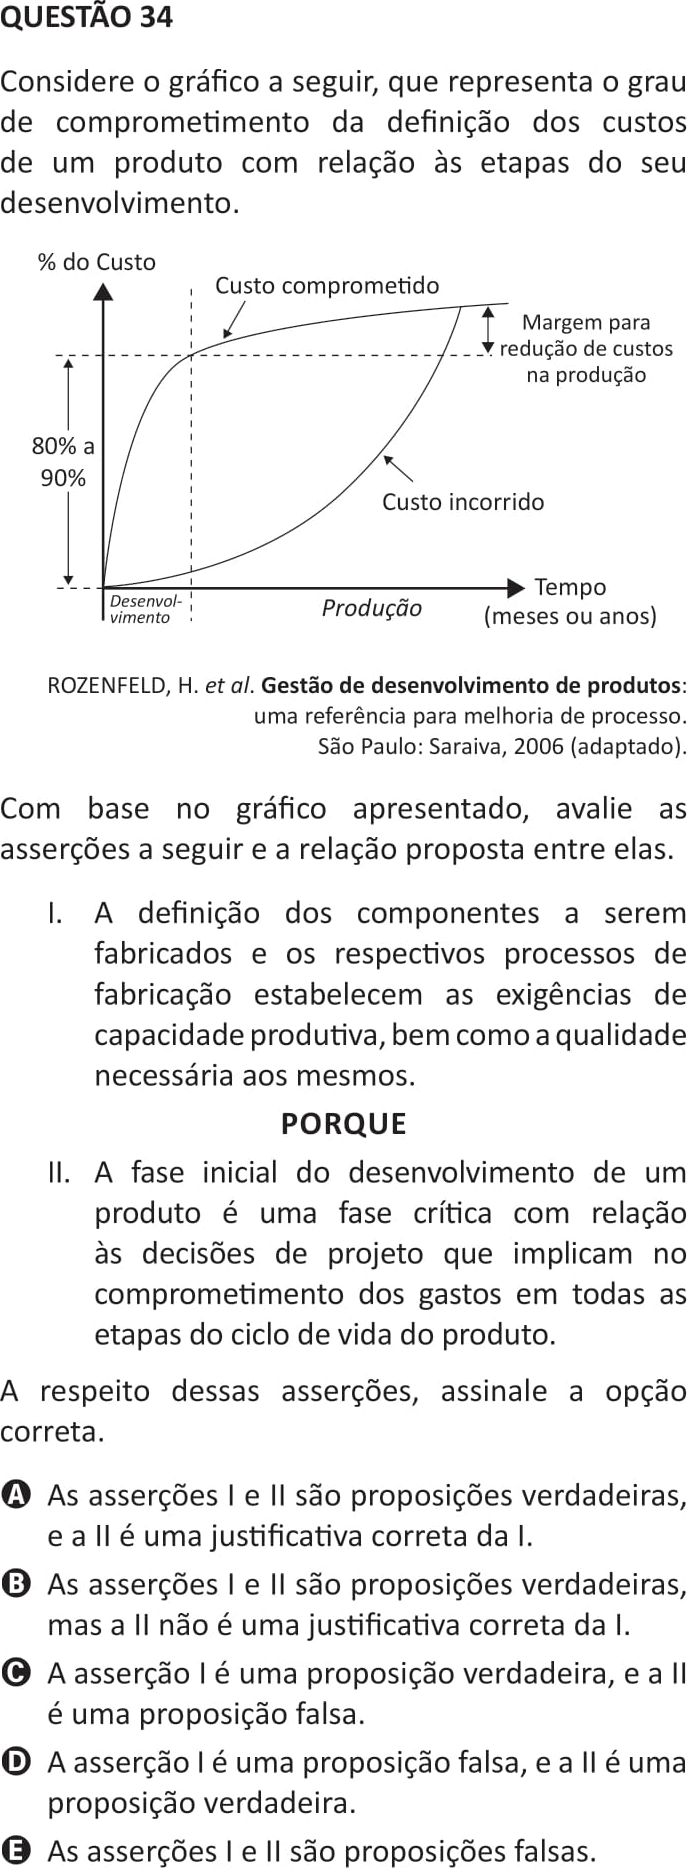 QUESTÃO 34
Considere o gráfico a seguir, que representa o grau
de comprometimento da definição dos custos
de um produto com relação às etapas do seu
desenvolvimento.
% do Custo
Custo comprometido
Margem para
redução de custos
na produção
80% a
90%
Custo incorrido
Desenvol-
vimento
Produção
Tempo
(meses ou anos)
ROZENFELD, H. et al. Gestão de desenvolvimento de produtos:
uma referência para melhoria de processo.
São Paulo: Saraiva, 2006 (adaptado).
Com base no gráfico apresentado, avalie as
asserções a seguir e a relação proposta entre elas.
I. A definição dos componentes a serem
fabricados e os respectivos processos de
fabricação estabelecem as exigências de
capacidade produtiva, bem como a qualidade
necessária aos mesmos.
PORQUE
II. A fase inicial do desenvolvimento de um
produto é uma fase crítica com relação
às decisões de projeto que implicam no
comprometimento dos gastos em todas as
etapas do ciclo de vida do produto.
A respeito dessas asserções, assinale a opção
correta.
A As asserções I e II são proposições verdadeiras,
e a II é uma justificativa correta da I.
B As asserções I e II são proposições verdadeiras,
mas a II não é uma justificativa correta da I.
C A asserção I é uma proposição verdadeira, e a II
é uma proposição falsa.
D A asserção I é uma proposição falsa, e a II é uma
proposição verdadeira.
E As asserções I e II são proposições falsas.